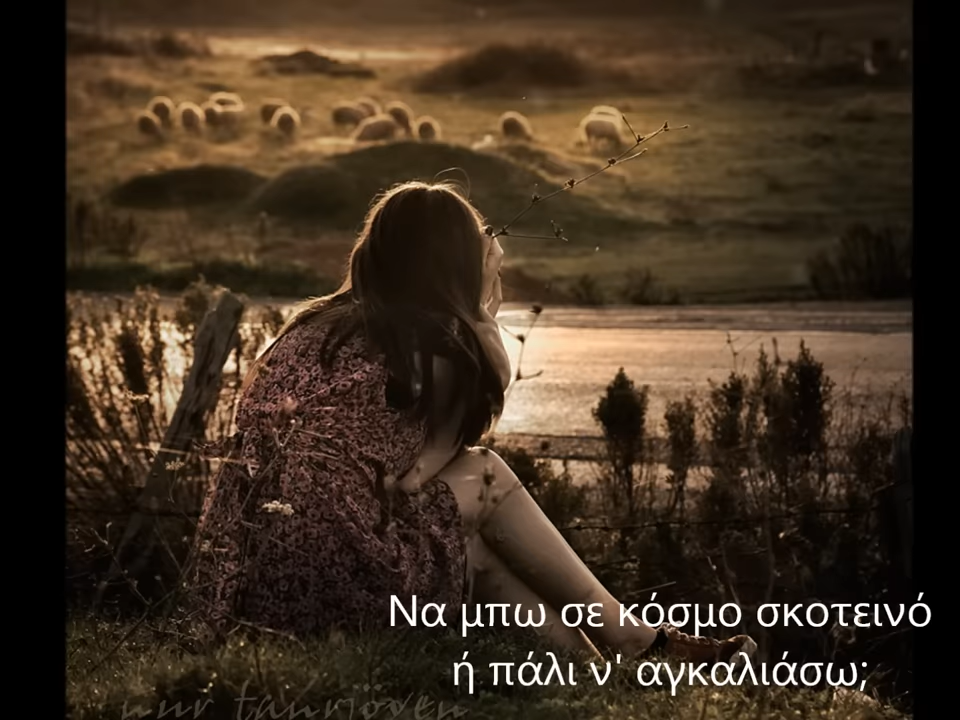 Να μπω σε κόσμο σκοτεινό
ή πάλι ν' αγκαλιάσω;